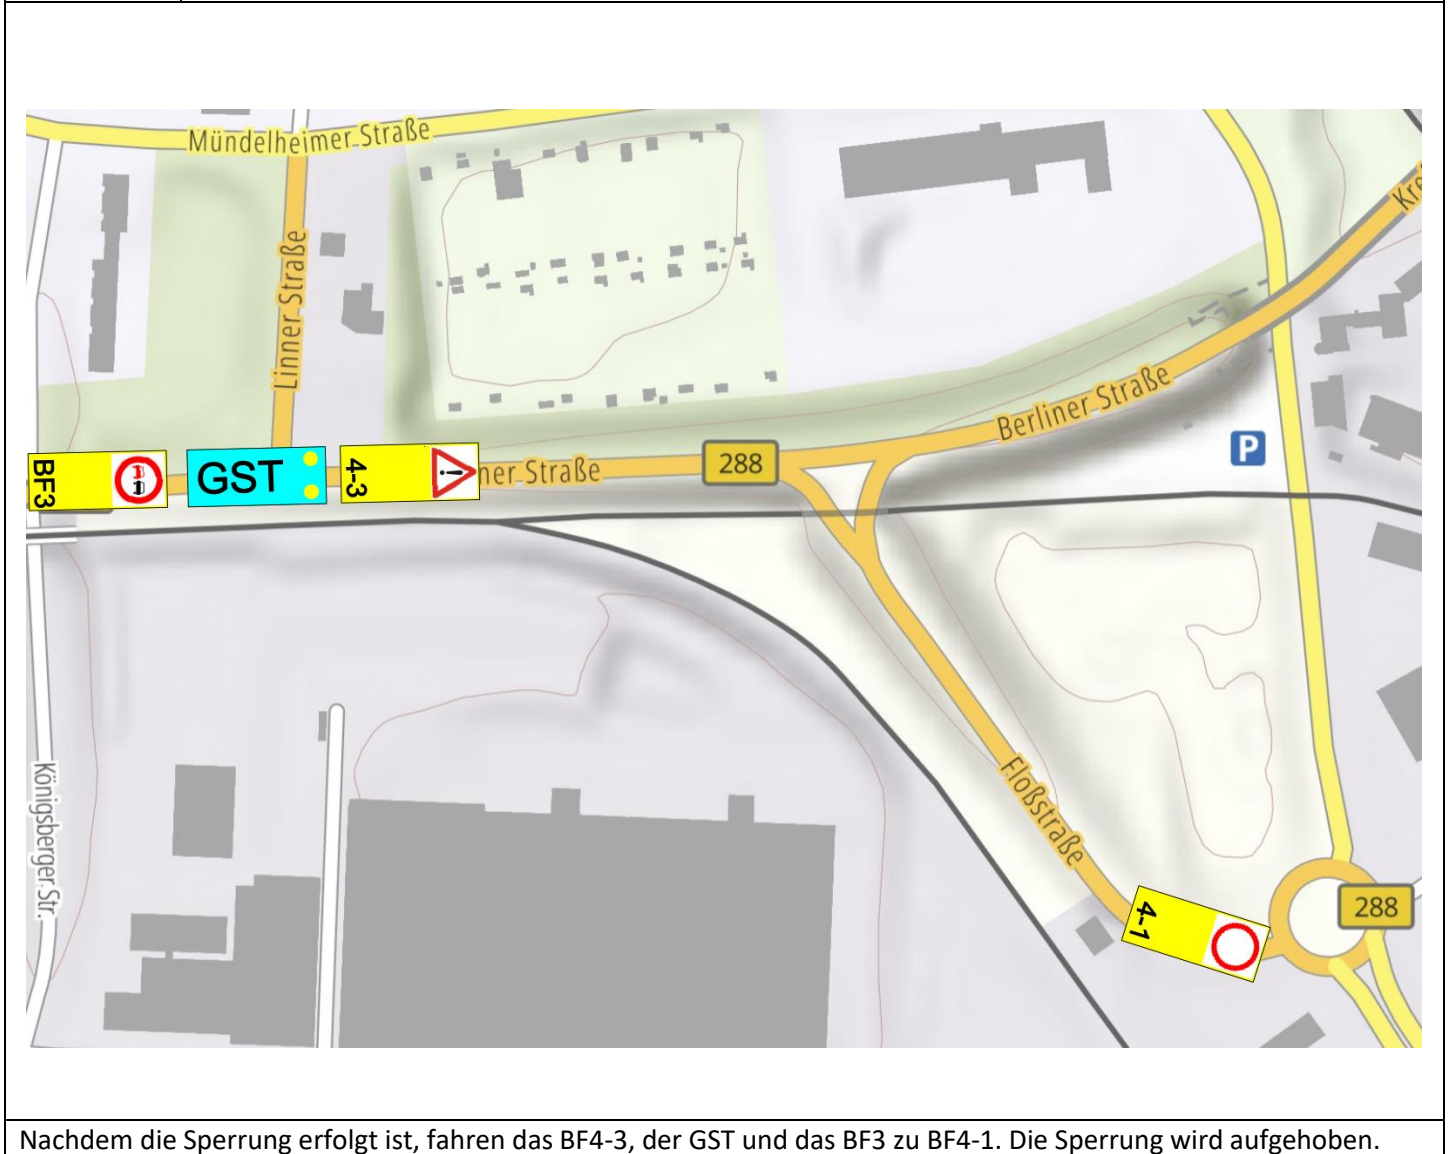 Mündelheimer Straße
Kre
Linner Straße
Berliner Straße
BF3
GST
4-3
ner Straße
288
P
Königsberger Str.
Floßstraße
4-1
288
Nachdem die Sperrung erfolgt ist, fahren das BF4-3, der GST und das BF3 zu BF4-1. Die Sperrung wird aufgehoben.